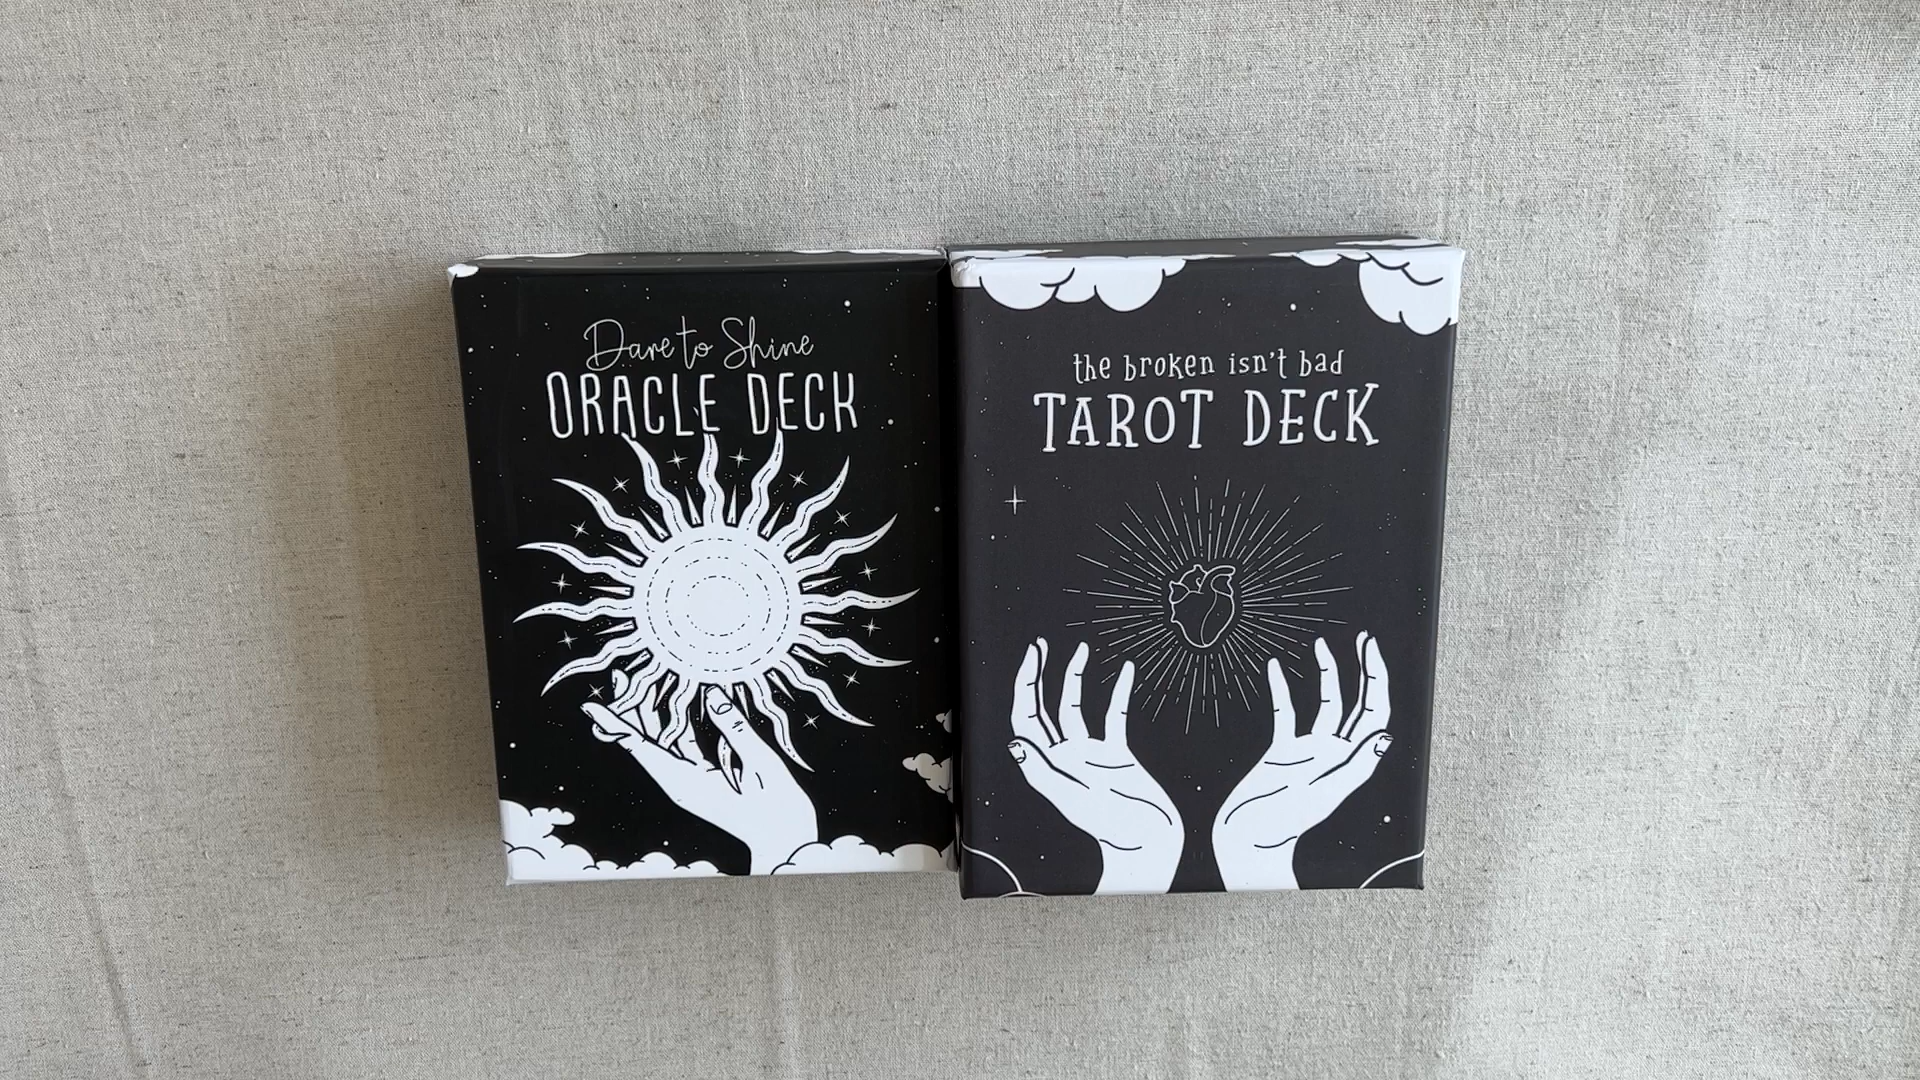 Dare to Shine
ORACLE DECK
the broken isn't bad
TAROT DECK